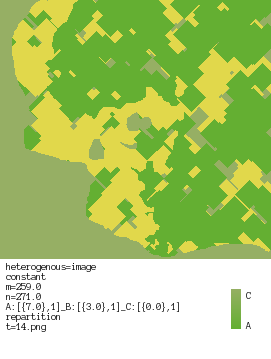 heterogenous=image
constant
m=259.0
n=271.0
A:[{7.0},1]_B:[{3.0},1]_C:[{0.0},1]
repartition
t=14.png
C
A